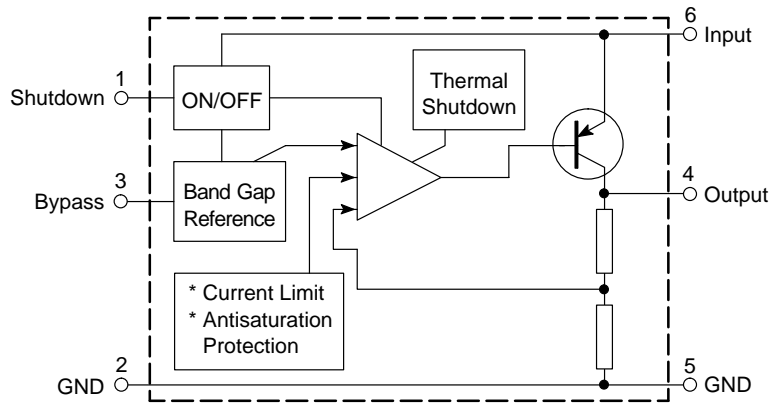 6
Input
1
Shutdown
ON/OFF
Thermal
Shutdown
3
Bypass
Band Gap
Reference
4
Output
* Current Limit
* Antisaturation
Protection
2
GND
5
GND